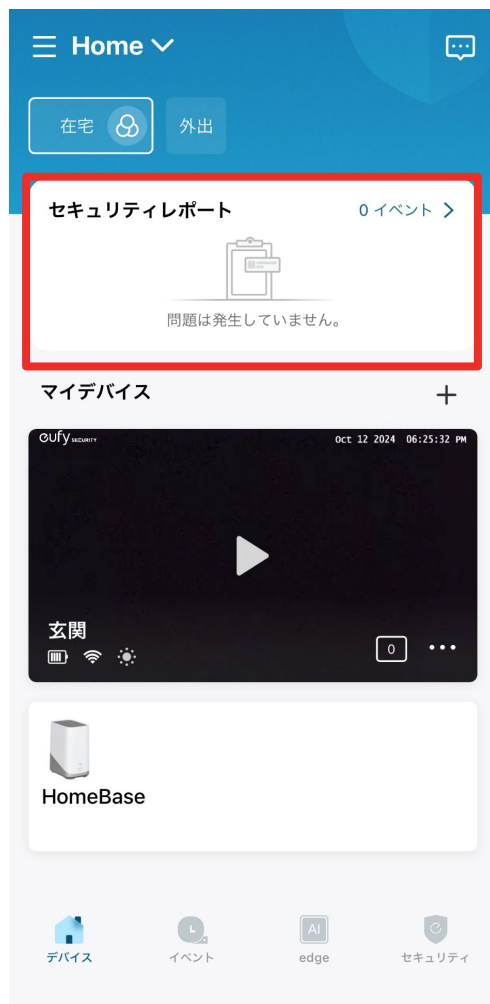 Home
在宅
外出
セキュリティレポート
0 イベント
問題は発生していません。
マイデバイス
eufy SECURITY
Oct 12 2024 06:25:32 PM
玄関
0
HomeBase
デバイス
イベント
AI
edge
セキュリティ